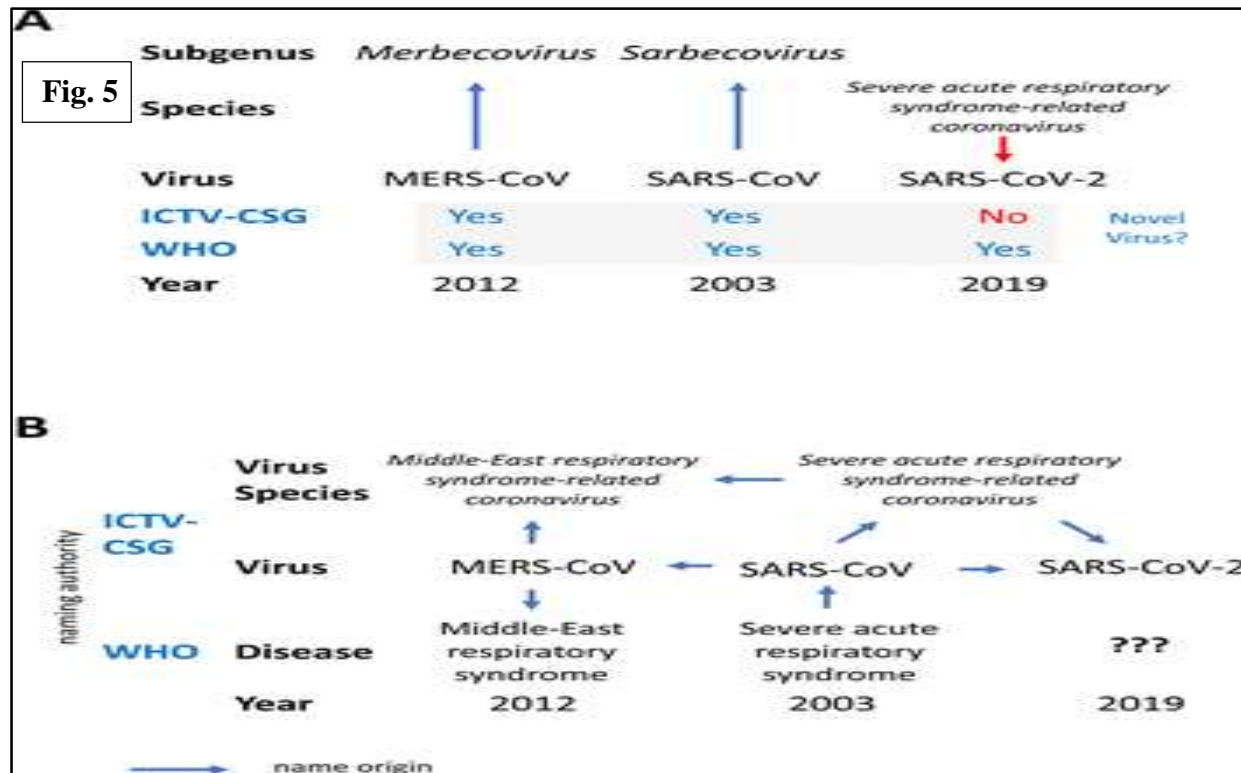 A
Subgenus Merbecovirus Sarbecovirus
Fig. 5
Species
Severe acute respiratory
syndrome-related
coronavirus
Virus MERS-CoV SARS-CoV SARS-CoV-2
ICTV-CSG Yes Yes No
WHO Yes Yes Yes
Novel
Virus?
Year 2012 2003 2019
B
Virus
Species
Middle-East respiratory
syndrome-related
coronavirus
Severe acute respiratory
syndrome-related
coronavirus
naming authority
ICTV-
CSG
Virus MERS-CoV SARS-CoV SARS-CoV-2
WHO Disease
Middle-East
respiratory
syndrome
Severe acute
respiratory
syndrome
???
Year 2012 2003 2019
name origin